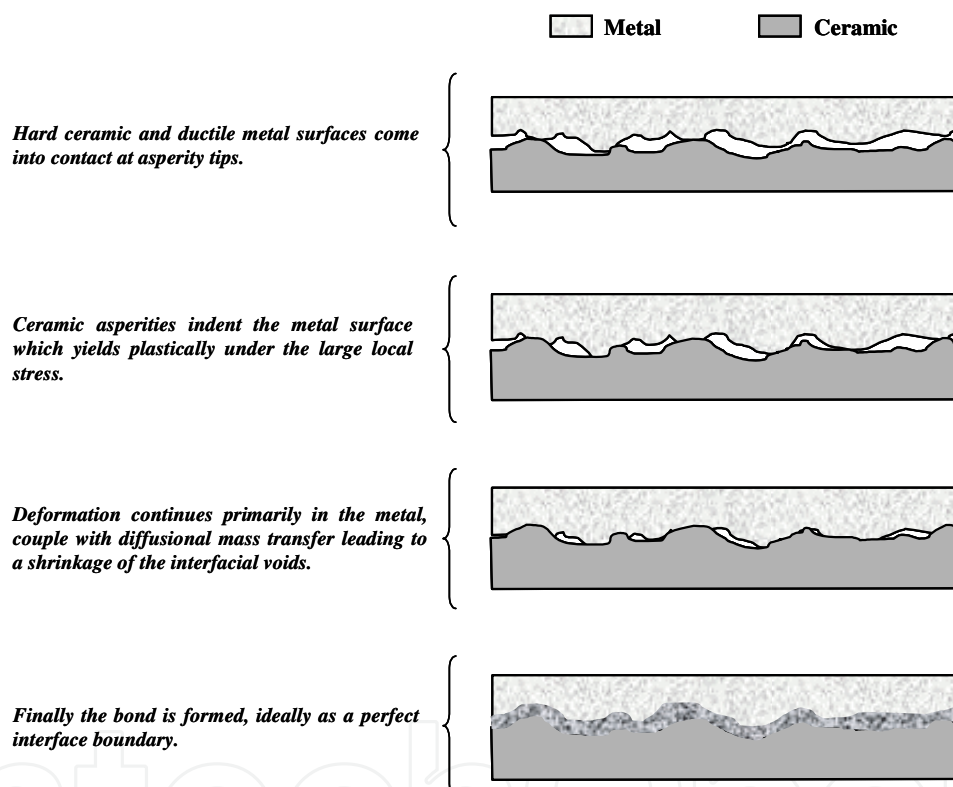 Metal
Ceramic
Hard ceramic and ductile metal surfaces come
into contact at asperity tips.
Ceramic asperities indent the metal surface
which yields plastically under the large local
stress.
Deformation continues primarily in the metal,
couple with diffusional mass transfer leading to
a shrinkage of the interfacial voids.
Finally the bond is formed, ideally as a perfect
interface boundary.